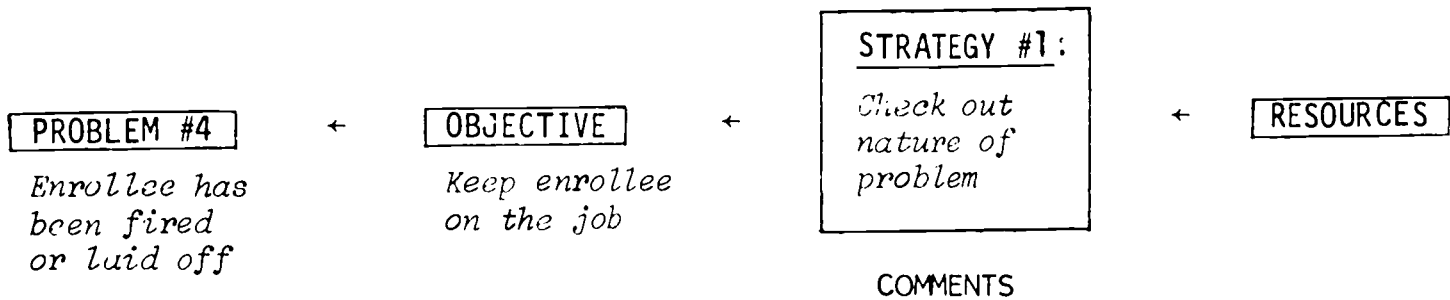 PROBLEM #4
Enrollee has
been fired
or laid off
←
OBJECTIVE
Keep enrollee
on the job
←
STRATEGY #1:
Check out
nature of
problem
←
RESOURCES
COMMENTS